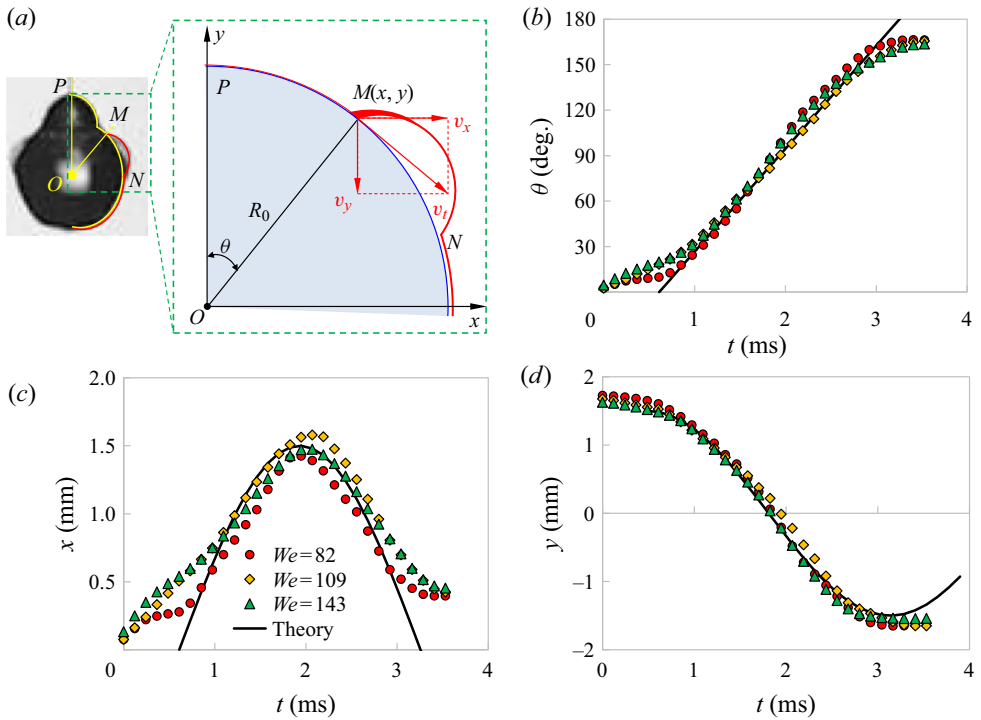 (a)
P
M
N
O
y
P
M(x, y)
v_x
v_y
v_t
R_0
N
θ
O
x
(b)
180
150
120
90
60
30
0
1
2
3
4
θ (deg.)
t (ms)
(c)
2.0
1.5
1.0
0.5
0
1
2
3
4
x (mm)
We=82
We=109
We=143
Theory
t (ms)
(d)
2
1
0
−1
−2
0
1
2
3
4
y (mm)
t (ms)